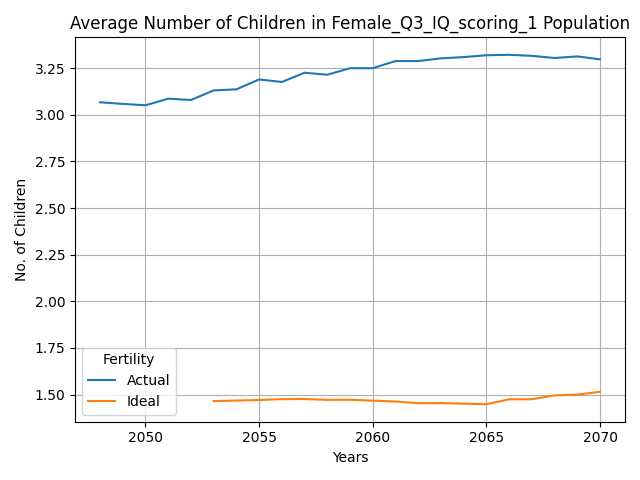 Average Number of Children in Female_Q3_IQ_scoring_1 Population
No. of Children
3.25
3.00
2.75
2.50
2.25
2.00
1.75
1.50
Fertility
Actual
Ideal
2050
2055
2060
2065
2070
Years